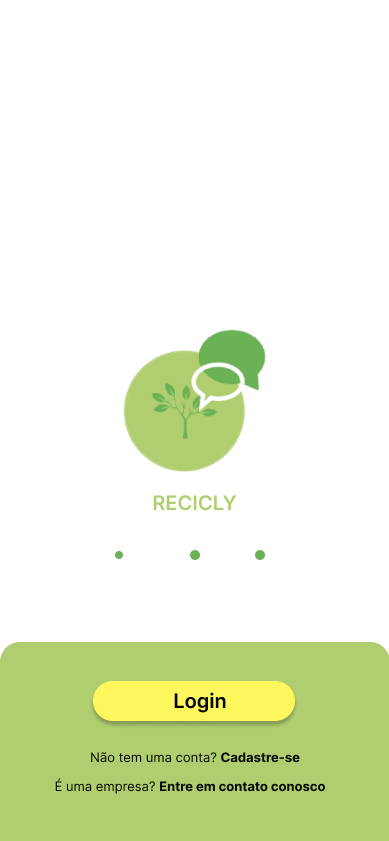 RECICLY
Login
Não tem uma conta? Cadastre-se
É uma empresa? Entre em contato conosco